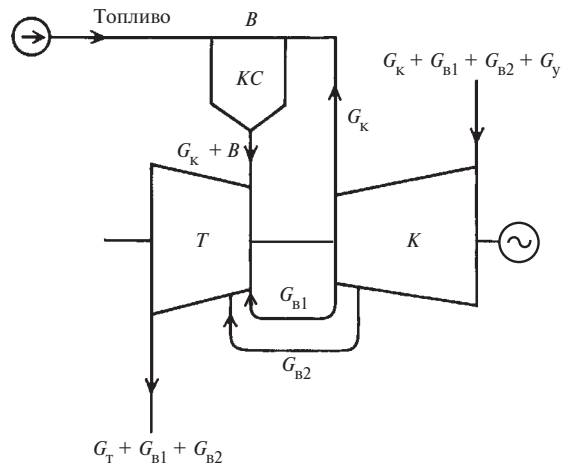 Топливо
B
KC
G_к + G_в1 + G_в2 + G_у
G_к
G_к + B
T
K
G_в1
G_в2
G_т + G_в1 + G_в2